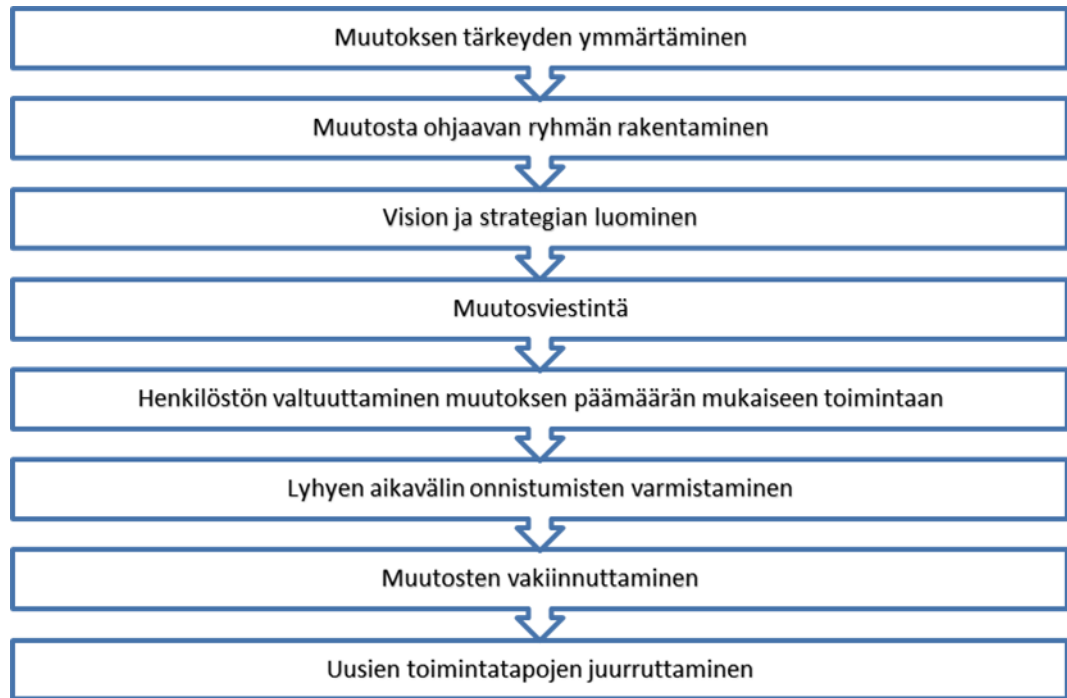 Muutoksen tärkeyden ymmärtäminen
Muutosta ohjaavan ryhmän rakentaminen
Vision ja strategian luominen
Muutosviestintä
Henkilöstön valtuuttaminen muutoksen päämäärän mukaiseen toimintaan
Lyhyen aikavälin onnistumisten varmistaminen
Muutosten vakiinnuttaminen
Uusien toimintatapojen juurruttaminen